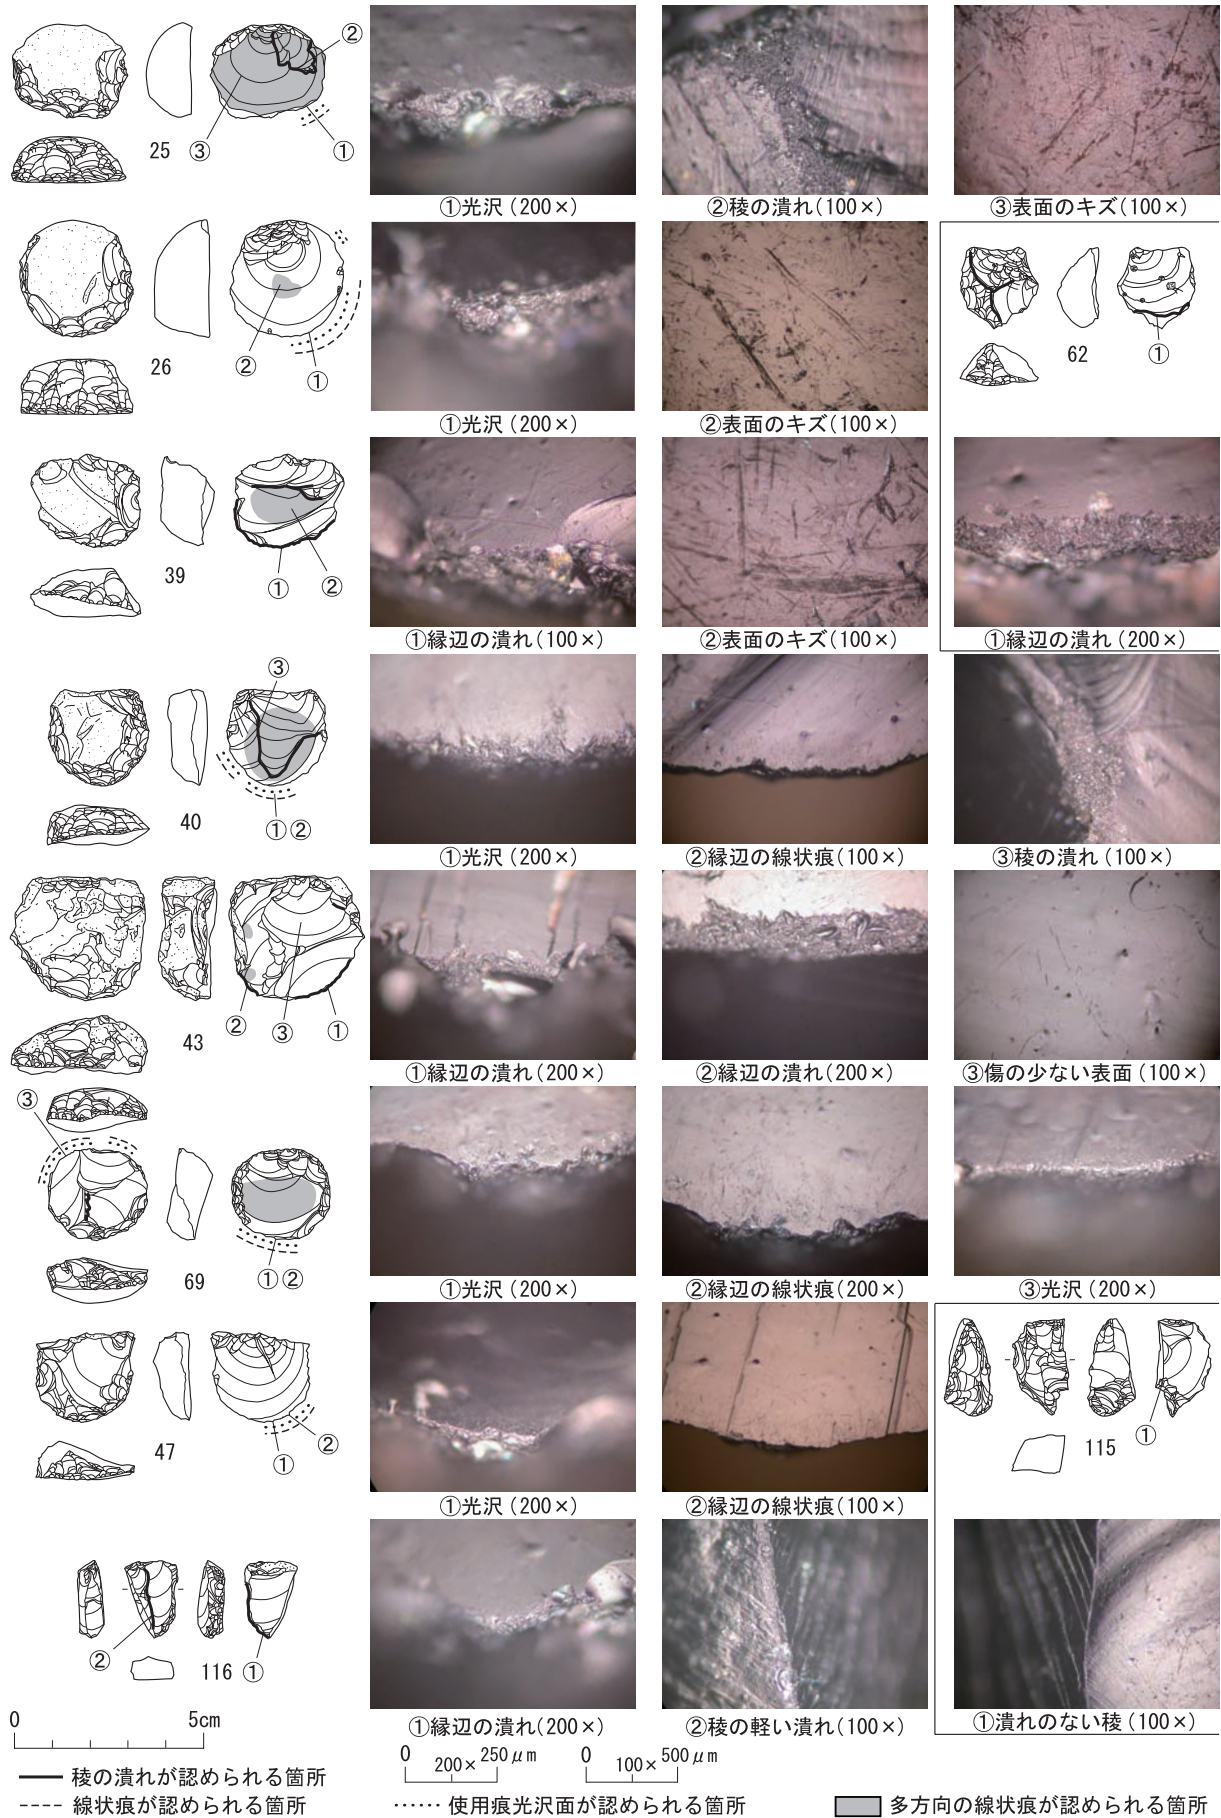 ②
25
③
①
①光沢（200×）
②稜の潰れ（100×）
③表面のキズ（100×）
26
②
①
①光沢（200×）
②表面のキズ（100×）
62
①
39
①
②
①縁辺の潰れ（100×）
②表面のキズ（100×）
①縁辺の潰れ（200×）
③
40
①②
①光沢（200×）
②縁辺の線状痕（100×）
③稜の潰れ（100×）
43
②
③
①
①縁辺の潰れ（200×）
②縁辺の潰れ（200×）
③傷の少ない表面（100×）
③
69
①②
①光沢（200×）
②縁辺の線状痕（200×）
③光沢（200×）
47
①
②
①光沢（200×）
②縁辺の線状痕（100×）
115
①
②
116
①
①縁辺の潰れ（200×）
②稜の軽い潰れ（100×）
①潰れのない稜（100×）
0 5cm
0 200× 250μm
0 100× 500μm
稜の潰れが認められる箇所
線状痕が認められる箇所
使用痕光沢面が認められる箇所
多方向の線状痕が認められる箇所